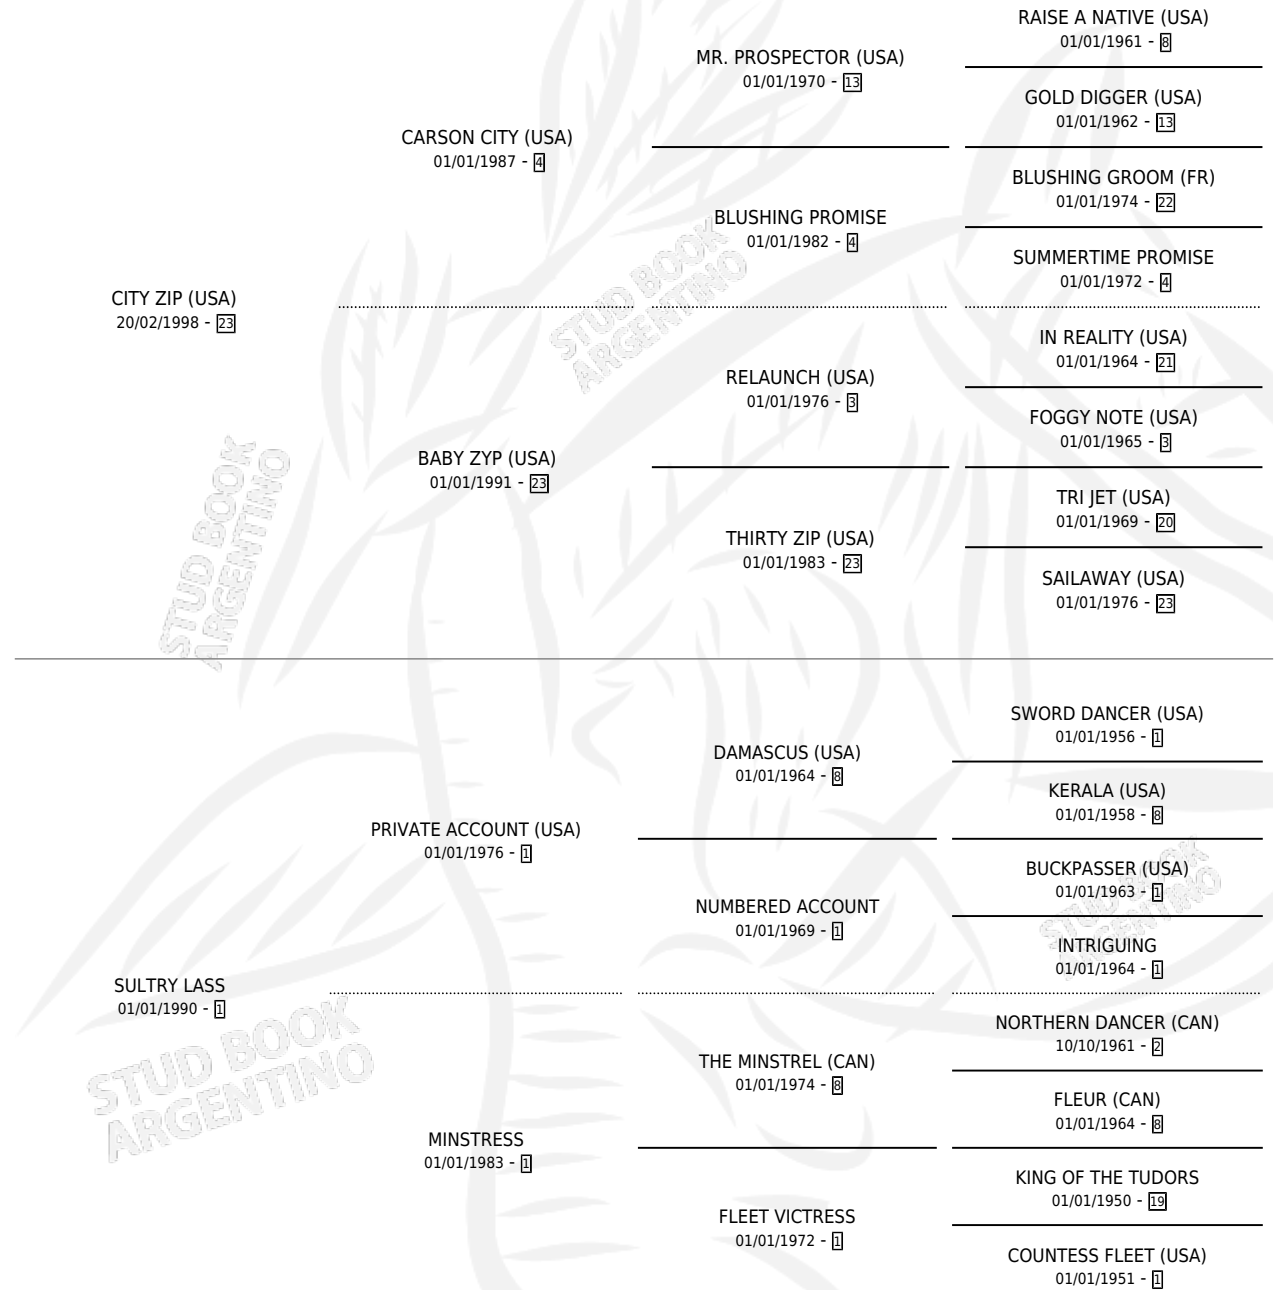 RAISE A NATIVE (USA)
01/01/1961 - 8
MR. PROSPECTOR (USA)
01/01/1970 - 13
GOLD DIGGER (USA)
01/01/1962 - 13
CARSON CITY (USA)
01/01/1987 - 4
BLUSHING GROOM (FR)
01/01/1974 - 22
BLUSHING PROMISE
01/01/1982 - 4
SUMMERTIME PROMISE
01/01/1972 - 4
CITY ZIP (USA)
20/02/1998 - 23
IN REALITY (USA)
01/01/1964 - 21
RELAUNCH (USA)
01/01/1976 - 3
FOGGY NOTE (USA)
01/01/1965 - 3
BABY ZYP (USA)
01/01/1991 - 23
TRI JET (USA)
01/01/1969 - 20
THIRTY ZIP (USA)
01/01/1983 - 23
SAILAWAY (USA)
01/01/1976 - 23
SWORD DANCER (USA)
01/01/1956 - 1
DAMASCUS (USA)
01/01/1964 - 8
KERALA (USA)
01/01/1958 - 8
PRIVATE ACCOUNT (USA)
01/01/1976 - 1
BUCKPASSER (USA)
01/01/1963 - 1
NUMBERED ACCOUNT
01/01/1969 - 1
INTRIGUING
01/01/1964 - 1
SULTRY LASS
01/01/1990 - 1
NORTHERN DANCER (CAN)
10/10/1961 - 2
THE MINSTREL (CAN)
01/01/1974 - 8
FLEUR (CAN)
01/01/1964 - 8
MINSTRESS
01/01/1983 - 1
KING OF THE TUDORS
01/01/1950 - 19
FLEET VICTRESS
01/01/1972 - 1
COUNTESS FLEET (USA)
01/01/1951 - 1
STUD BOOK
ARGENTINO
STUD BOOK
ARGENTINO
STUD BOOK
ARGENTINO
STUD BOOK
ARGENTINO